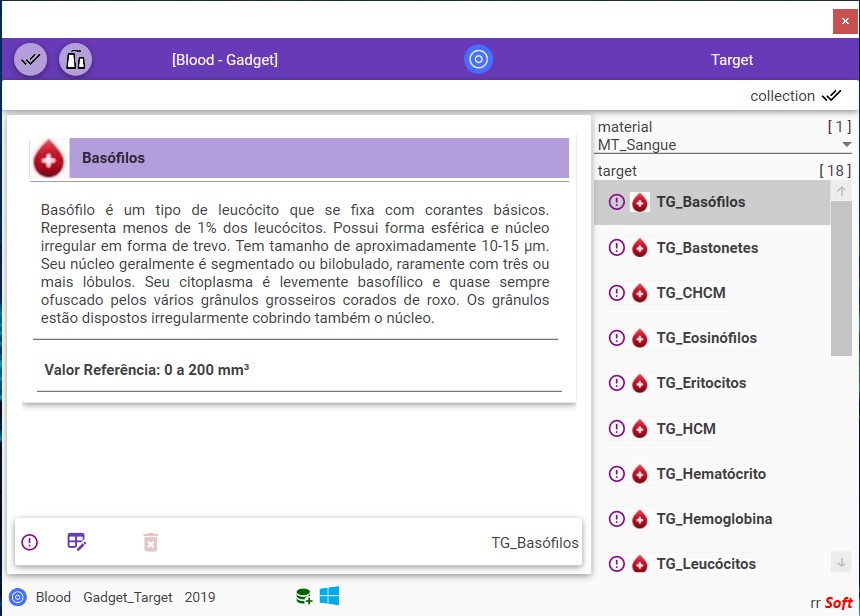 [Blood - Gadget]
Target
collection
material [ 1 ]
MT_Sangue
target [ 18 ]
Basófilos
Basófilo é um tipo de leucócito que se fixa com corantes básicos.
Representa menos de 1% dos leucócitos. Possui forma esférica e núcleo
irregular em forma de trevo. Tem tamanho de aproximadamente 10-15 µm.
Seu núcleo geralmente é segmentado ou bilobulado, raramente com três ou
mais lóbulos. Seu citoplasma é levemente basofílico e quase sempre
ofuscado pelos vários grânulos grosseiros corados de roxo. Os grânulos
estão dispostos irregularmente cobrindo também o núcleo.
Valor Referência: 0 a 200 mm³
TG_Basófilos
TG_Basófilos
TG_Bastonetes
TG_CHCM
TG_Eosinófilos
TG_Eritocitos
TG_HCM
TG_Hematócrito
TG_Hemoglobina
TG_Leucócitos
Blood Gadget_Target 2019
rr Soft